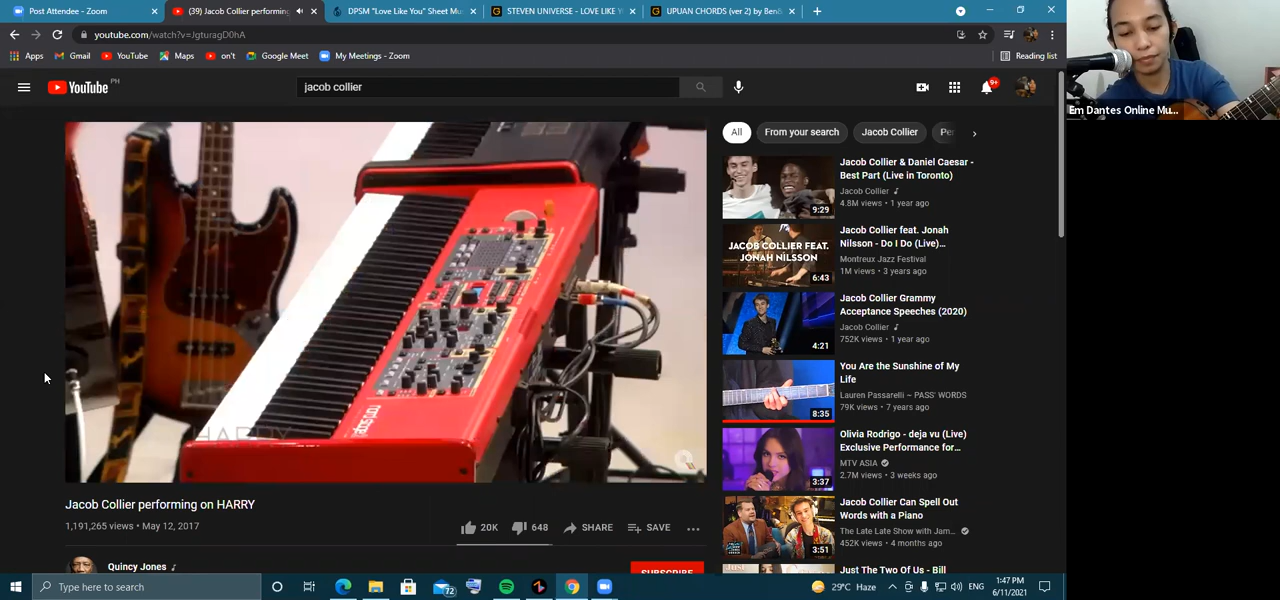 Post Attendee - Zoom
(39) Jacob Collier performing
DPSM "Love Like You" Sheet Mu
STEVEN UNIVERSE - LOVE LIKE Y
UPUAN CHORDS (ver 2) by Ben&
youtube.com/watch?v=JgturagD0hA
Apps
Gmail
YouTube
Maps
on't
Google Meet
My Meetings - Zoom
Reading list
YouTube PH
jacob collier
9+
Em Dantes Online Mu...
All
From your search
Jacob Collier
Per
Jacob Collier & Daniel Caesar -
Best Part (Live in Toronto)
Jacob Collier
4.8M views • 1 year ago
9:29
Jacob Collier feat. Jonah
Nilsson - Do I Do (Live)...
Montreux Jazz Festival
1M views • 3 years ago
JACOB COLLIER FEAT.
JONAH NILSSON
6:43
Jacob Collier Grammy
Acceptance Speeches (2020)
Jacob Collier
752K views • 1 year ago
4:21
You Are the Sunshine of My
Life
Lauren Passarelli – PASS' WORDS
79K views • 7 years ago
8:35
Olivia Rodrigo - deja vu (Live)
Exclusive Performance for...
MTV ASIA
2.7M views • 3 weeks ago
3:37
Jacob Collier Can Spell Out
Words with a Piano
The Late Late Show with Jam...
452K views • 4 months ago
3:51
Just The Two Of Us - Bill
HARRY
nord stage
Jacob Collier performing on HARRY
1,191,265 views • May 12, 2017
20K
648
SHARE
SAVE
Quincy Jones
SUBSCRIBE
Type here to search
72
29°C Haze
ENG
1:47 PM
6/11/2021